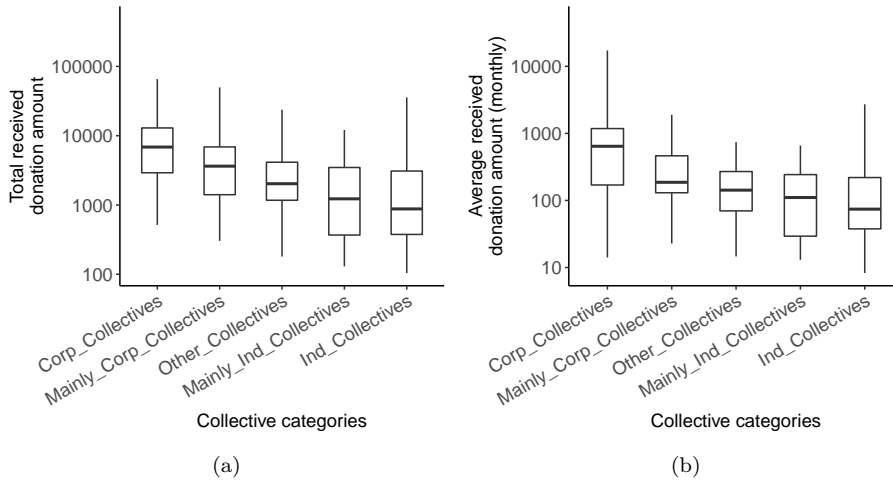 Total received
donation amount
100000
10000
1000
100
Corp_Collectives
Mainly_Corp_Collectives
Other_Collectives
Mainly_Ind_Collectives
Ind_Collectives
Collective categories
(a)
Average received
donation amount (monthly)
10000
1000
100
10
Corp_Collectives
Mainly_Corp_Collectives
Other_Collectives
Mainly_Ind_Collectives
Ind_Collectives
Collective categories
(b)